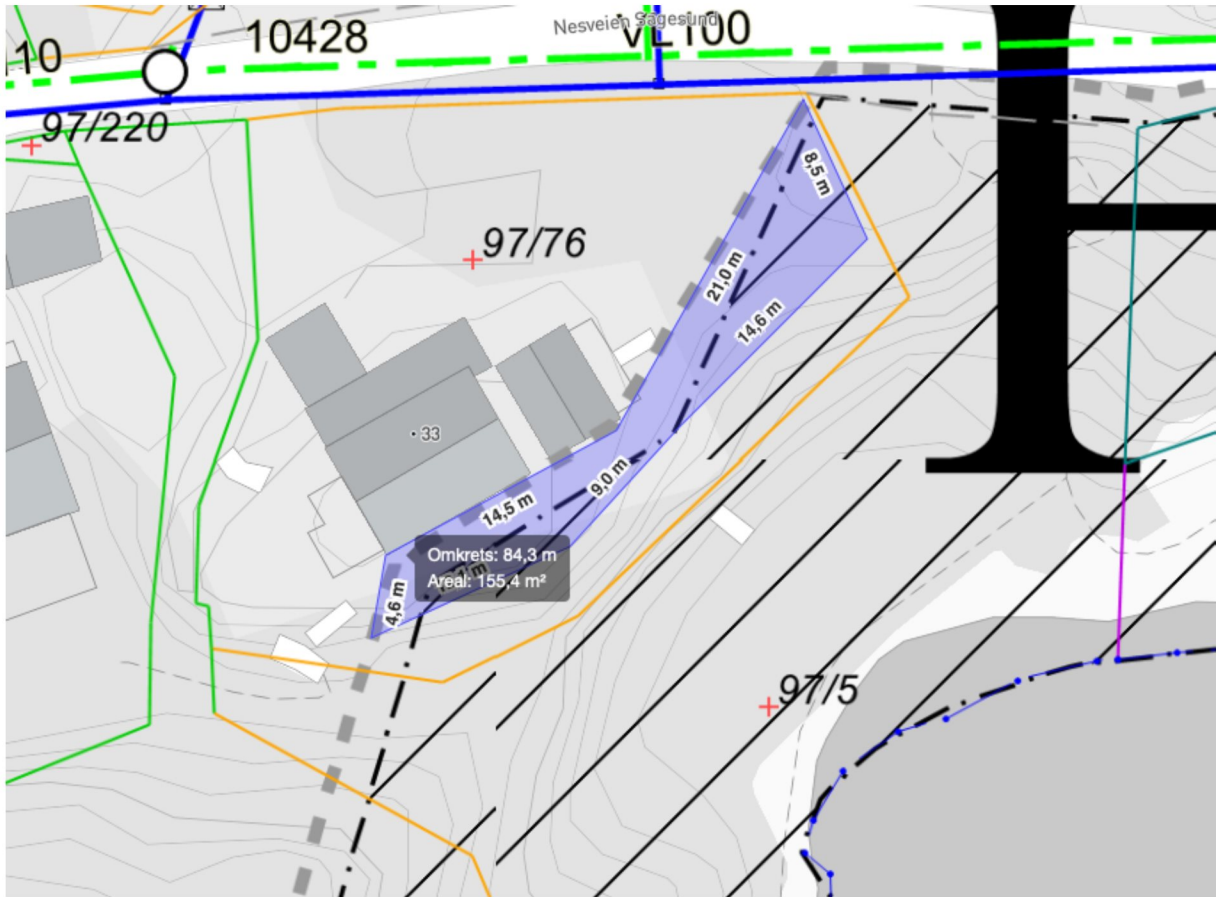 Nesveien Sagesund
10428
VL100
110
97/220
8,5 m
97/76
21,0 m
14,6 m
33
9,0 m
14,5 m
Omkrets: 84,3 m
Areal: 155,4 m²
4,6 m
97/5